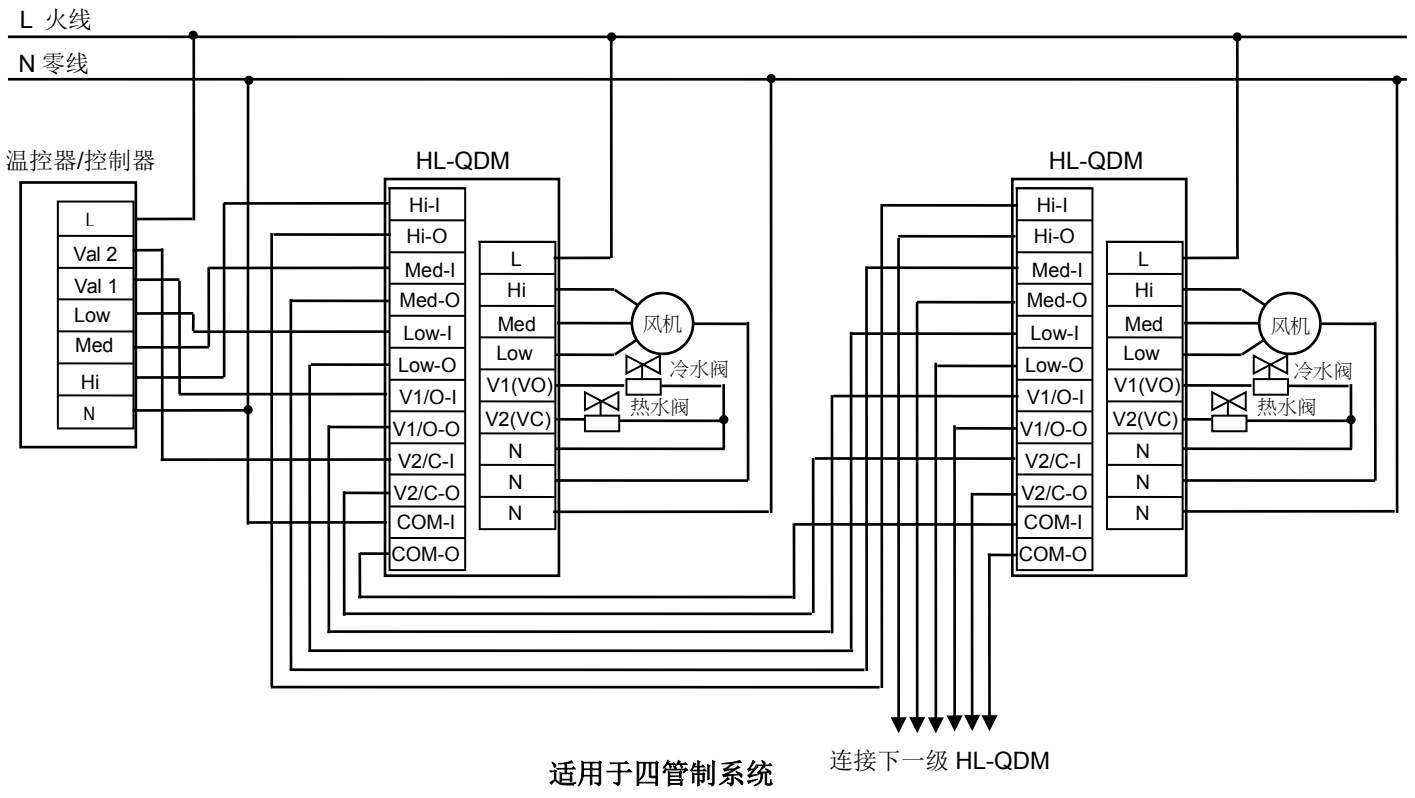 L 火线
N 零线
温控器/控制器
L
Val 2
Val 1
Low
Med
Hi
N
HL-QDM
Hi-I
Hi-O
Med-I
Med-O
Low-I
Low-O
V1/O-I
V1/O-O
V2/C-I
V2/C-O
COM-I
COM-O
L
Hi
Med
Low
V1(VO)
V2(VC)
N
N
N
风机
冷水阀
热水阀
HL-QDM
Hi-I
Hi-O
Med-I
Med-O
Low-I
Low-O
V1/O-I
V1/O-O
V2/C-I
V2/C-O
COM-I
COM-O
L
Hi
Med
Low
V1(VO)
V2(VC)
N
N
N
风机
冷水阀
热水阀
连接下一级 HL-QDM
适用于四管制系统